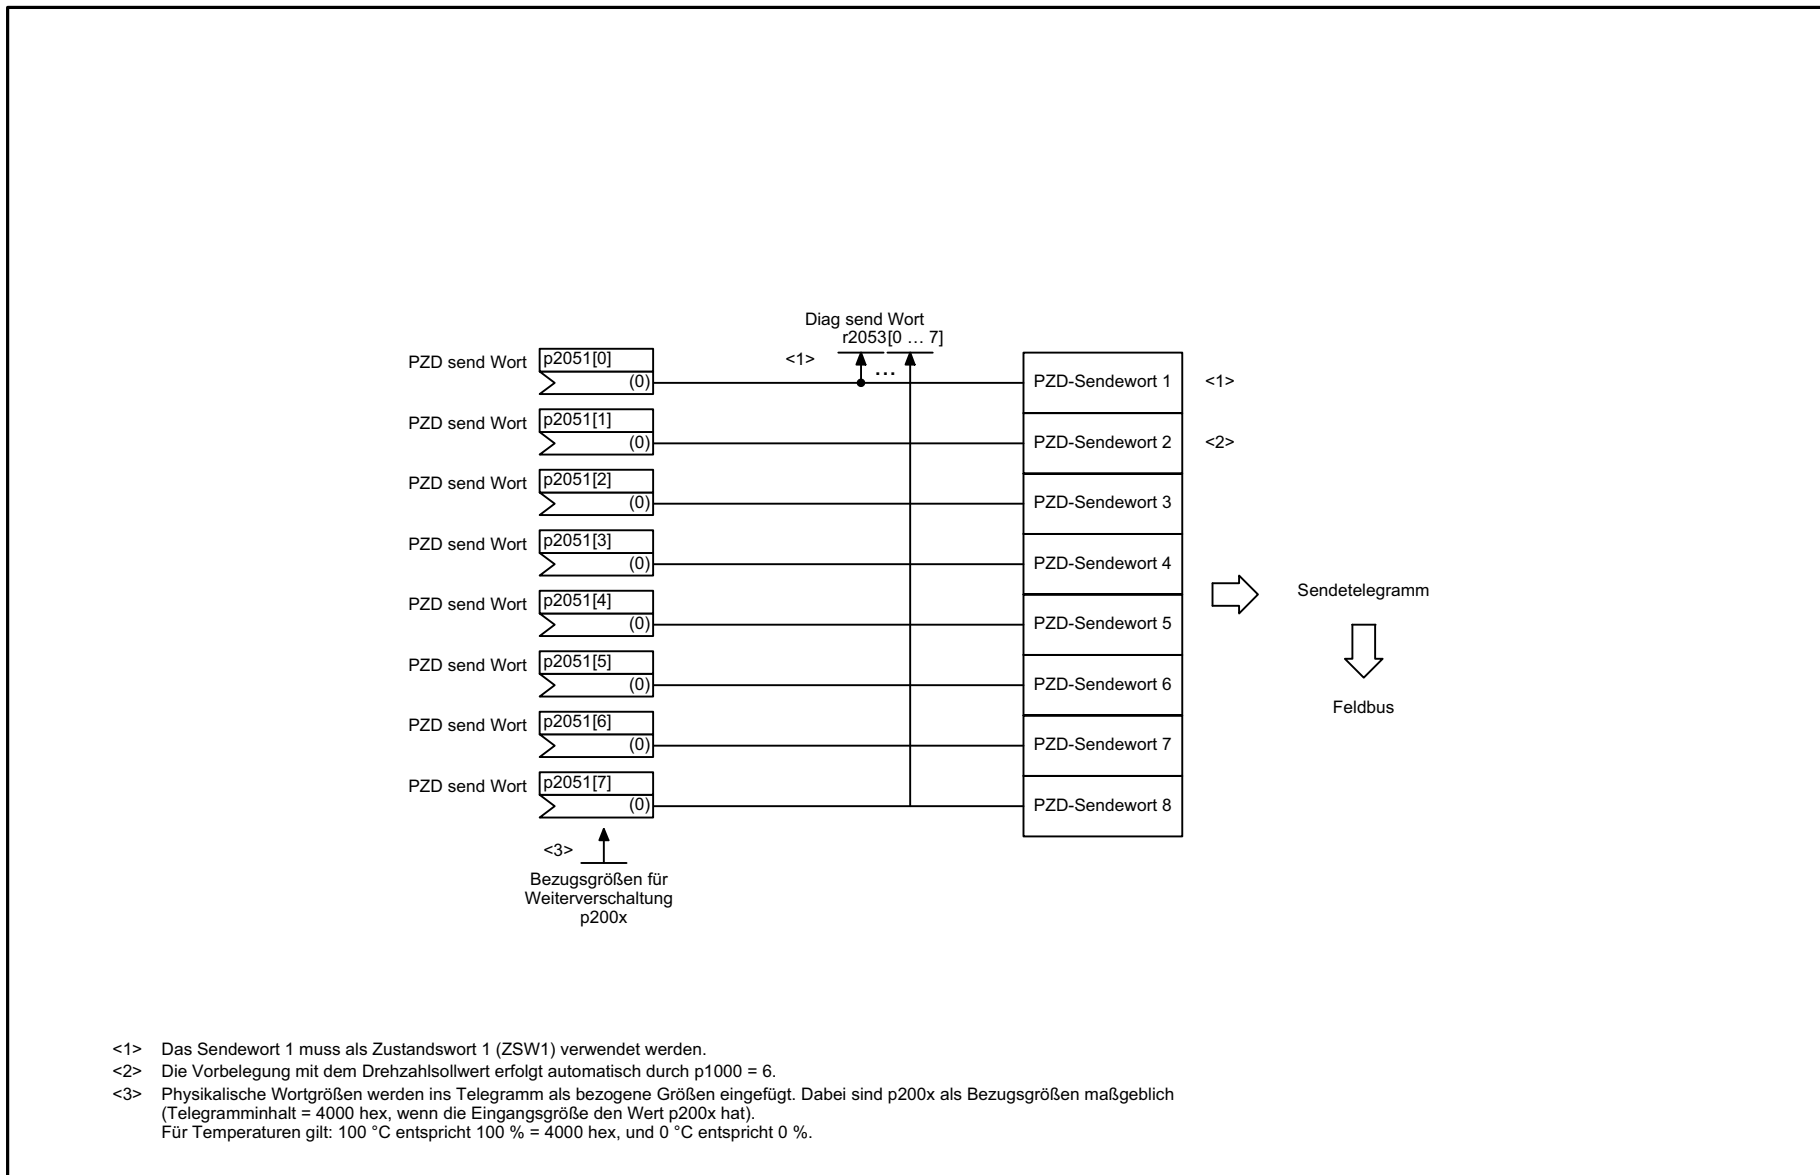 Diag send Wort
r2053[0 … 7]
<1>
...
PZD send Wort
p2051[0]
(0)
PZD-Sendewort 1
<1>
PZD send Wort
p2051[1]
(0)
PZD-Sendewort 2
<2>
PZD send Wort
p2051[2]
(0)
PZD-Sendewort 3
PZD send Wort
p2051[3]
(0)
PZD-Sendewort 4
PZD send Wort
p2051[4]
(0)
PZD-Sendewort 5
PZD send Wort
p2051[5]
(0)
PZD-Sendewort 6
PZD send Wort
p2051[6]
(0)
PZD-Sendewort 7
PZD send Wort
p2051[7]
(0)
PZD-Sendewort 8
Sendetelegramm
Feldbus
<3>
Bezugsgrößen für
Weiterverschaltung
p200x
<1> Das Sendewort 1 muss als Zustandswort 1 (ZSW1) verwendet werden.
<2> Die Vorbelegung mit dem Drehzahlsollwert erfolgt automatisch durch p1000 = 6.
<3> Physikalische Wortgrößen werden ins Telegramm als bezogene Größen eingefügt. Dabei sind p200x als Bezugsgrößen maßgeblich
(Telegramminhalt = 4000 hex, wenn die Eingangsgröße den Wert p200x hat).
Für Temperaturen gilt: 100 °C entspricht 100 % = 4000 hex, und 0 °C entspricht 0 %.